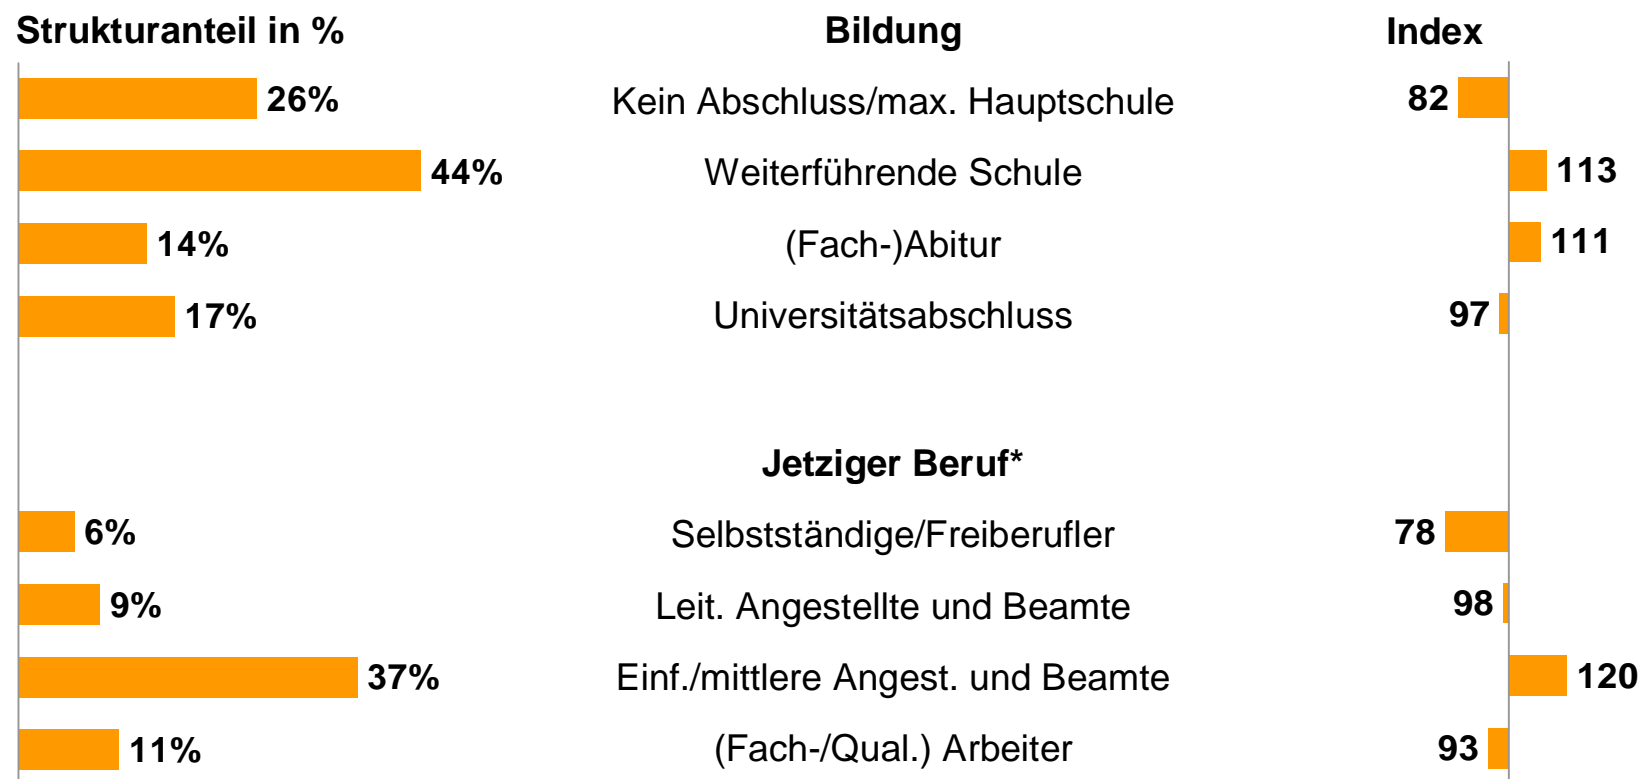 Strukturanteil in % Bildung Index
26% Kein Abschluss/max. Hauptschule 82
44% Weiterführende Schule 113
14% (Fach-)Abitur 111
17% Universitätsabschluss 97
Jetziger Beruf*
6% Selbstständige/Freiberufler 78
9% Leit. Angestellte und Beamte 98
37% Einf./mittlere Angest. und Beamte 120
11% (Fach-/Qual.) Arbeiter 93